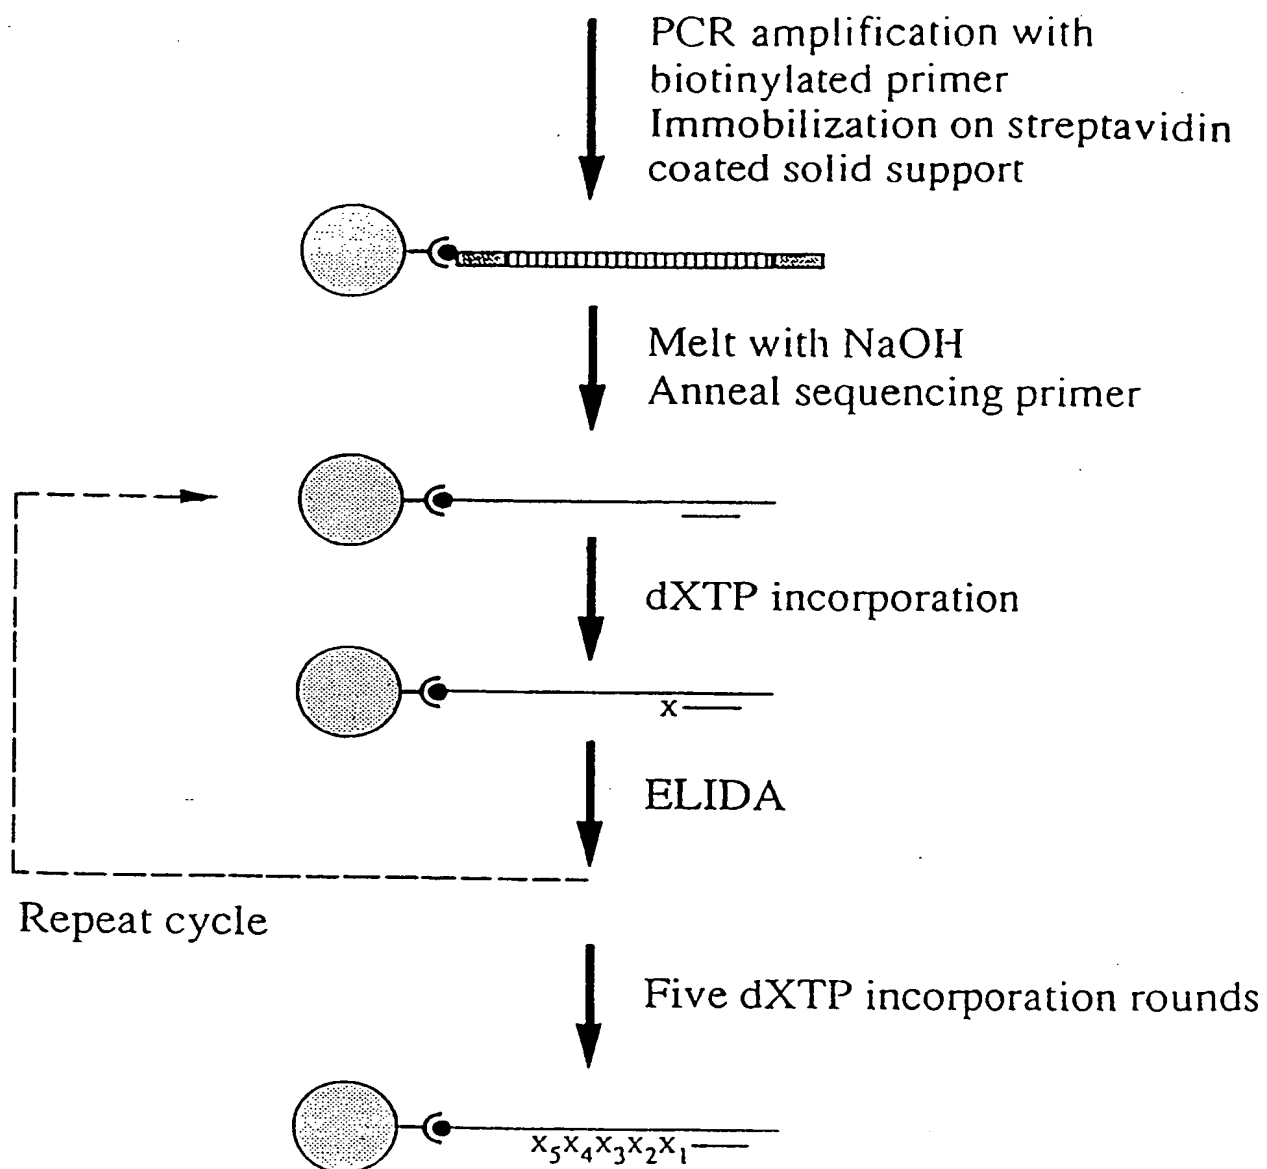 PCR amplification with
biotinylated primer
Immobilization on streptavidin
coated solid support
Melt with NaOH
Anneal sequencing primer
dXTP incorporation
x
ELIDA
Repeat cycle
Five dXTP incorporation rounds
x₅x₄x₃x₂x₁